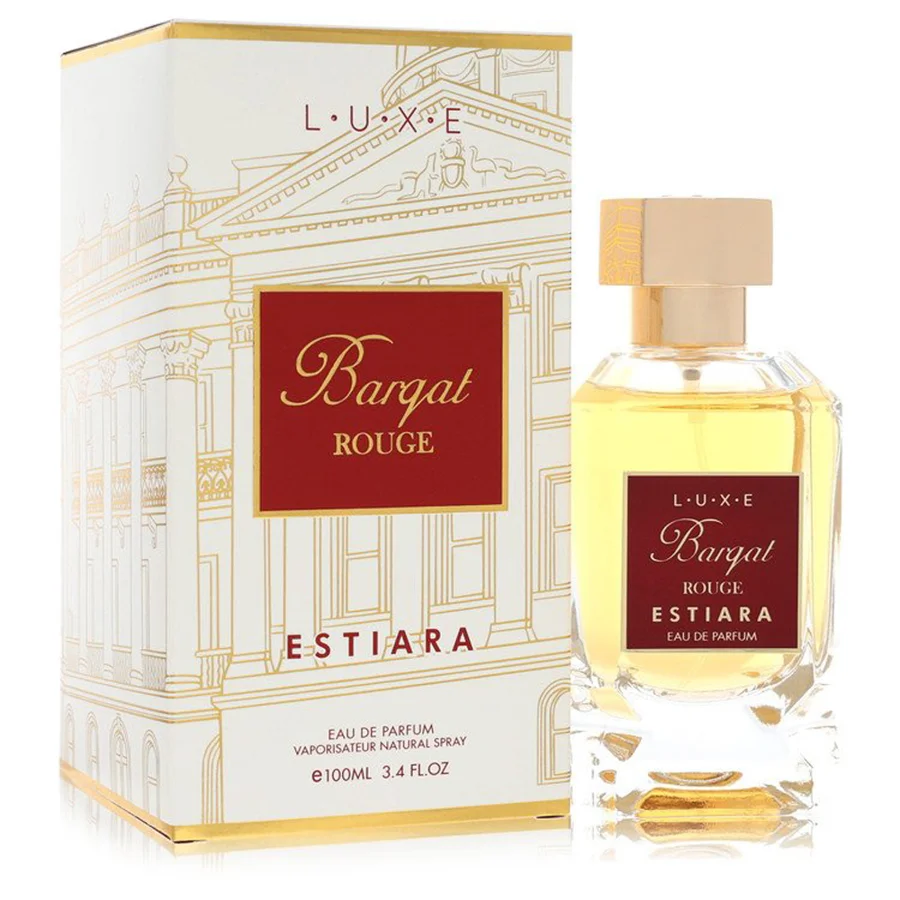 L·U·X·E
Barqat
ROUGE
ESTIARA
EAU DE PARFUM
VAPORISATEUR NATURAL SPRAY
e100ML 3.4 FL.OZ
L·U·X·E
Barqat
ROUGE
ESTIARA
EAU DE PARFUM